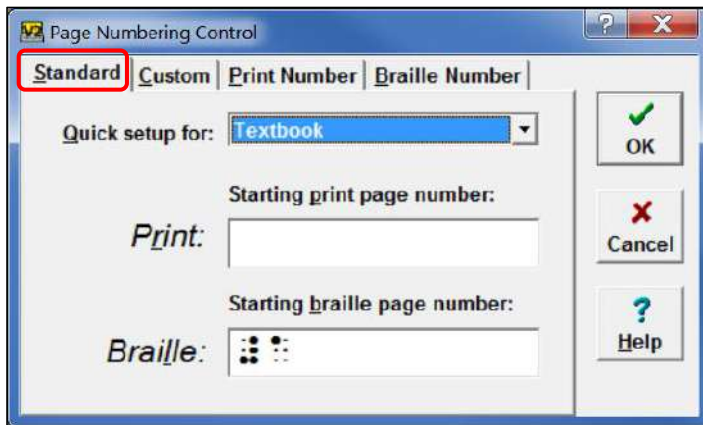 Page Numbering Control
Standard
Custom
Print Number
Braille Number
Quick setup for: Textbook
Starting print page number:
Print:
Starting braille page number:
Braille: ⠼⠁
OK
Cancel
?
Help